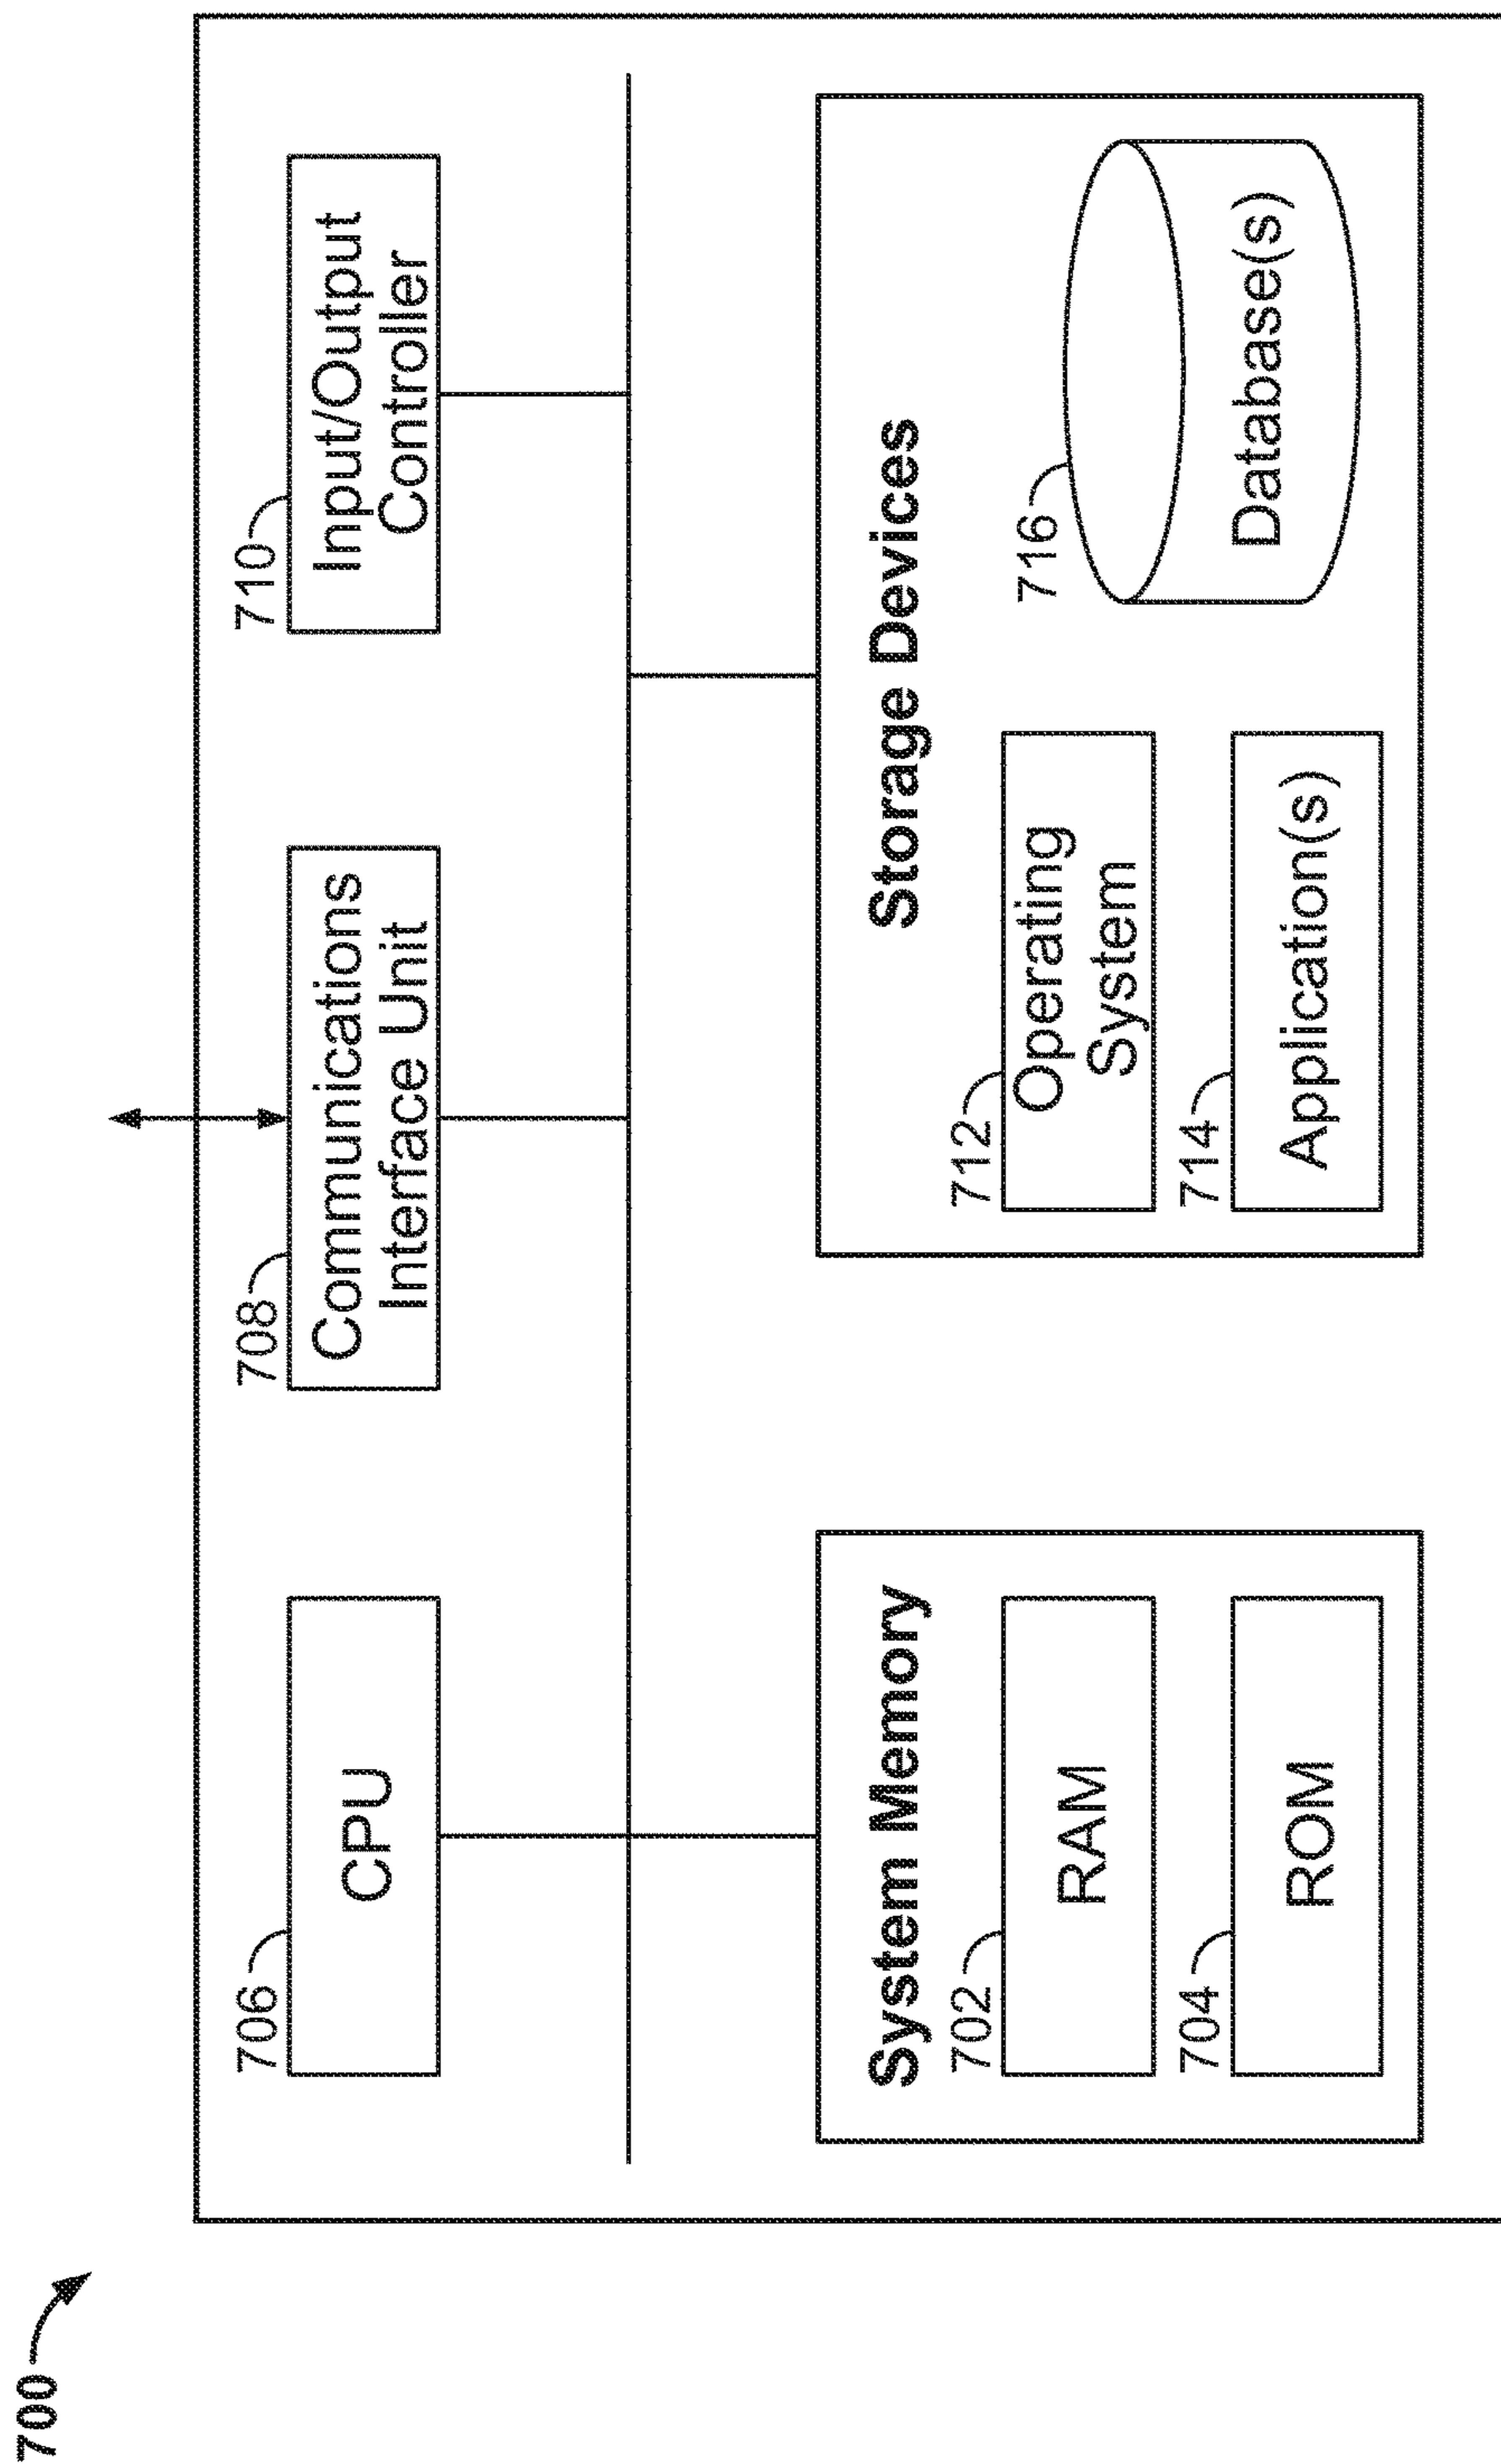 700
706
CPU
708
Communications
Interface Unit
710
Input/Output
Controller
System Memory
702
RAM
704
ROM
Storage Devices
712
Operating
System
714
Application(s)
716
Database(s)